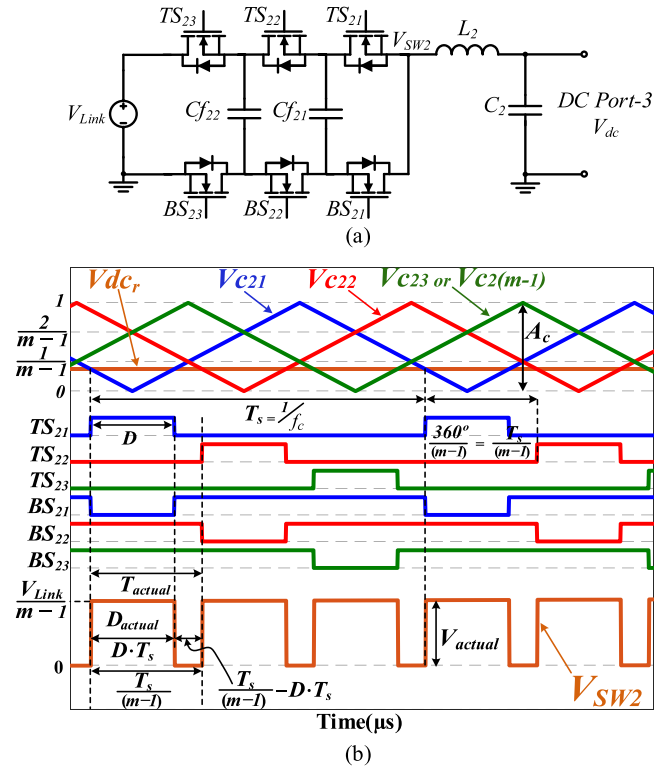 TS23 TS22 TS21
VSW2 L2
VLink Cf22 Cf21 C2 DC Port-3
Vdc
BS23 BS22 BS21
(a)
Vdcr Vc21 Vc22 Vc23 or Vc2(m-1)
1
2/(m−1)
Ac
1/(m−1)
0
Ts = 1/fc
TS21
D 360°/(m−1) = Ts/(m−1)
TS22
TS23
BS21
BS22
BS23
Tactual
VLink/(m−1)
Dactual
D·Ts
Vactual
0
Ts/(m−1) Ts/(m−1) − D·Ts
VSW2
Time(μs)
(b)